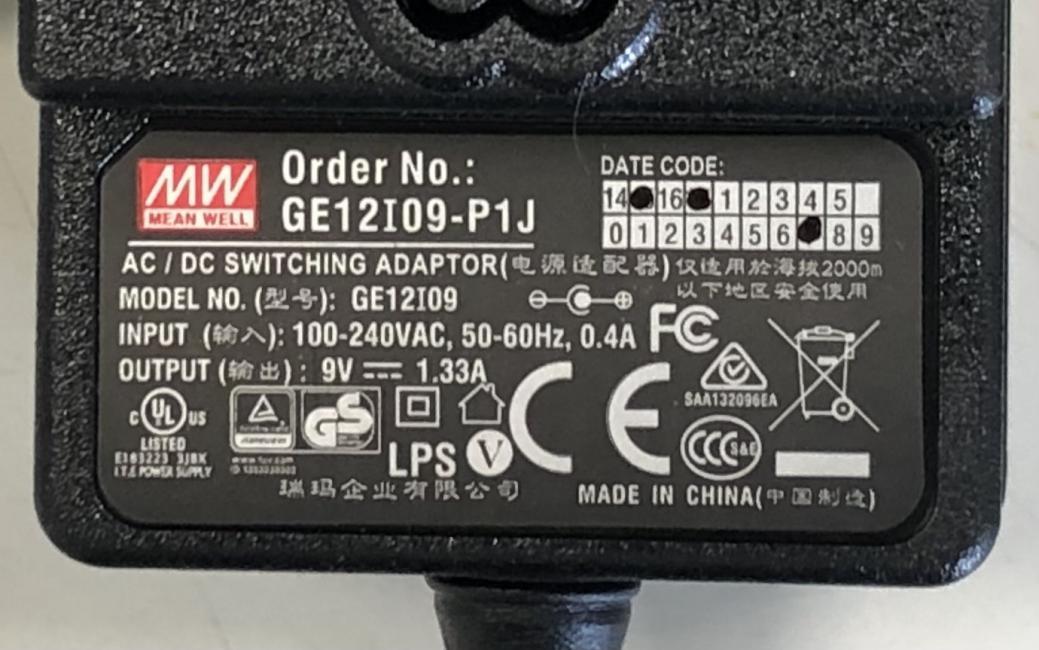 MW
MEAN WELL
Order No.:
GE12I09-P1J
DATE CODE:
14 16 1 2 3 4 5
0 1 2 3 4 5 6 8 9
AC / DC SWITCHING ADAPTOR(电源适配器)
仅适用於海拔2000m
以下地区安全使用
MODEL NO. (型号): GE12I09
INPUT (输入): 100-240VAC, 50-60Hz, 0.4A
OUTPUT (输出): 9V 1.33A
FC
SAA132096EA
C UL US
LISTED
E183223 3JBK
I.T.E POWER SUPPLY
GS
LPS V
CE
CCC S&E
瑞玛企业有限公司
MADE IN CHINA(中国制造)